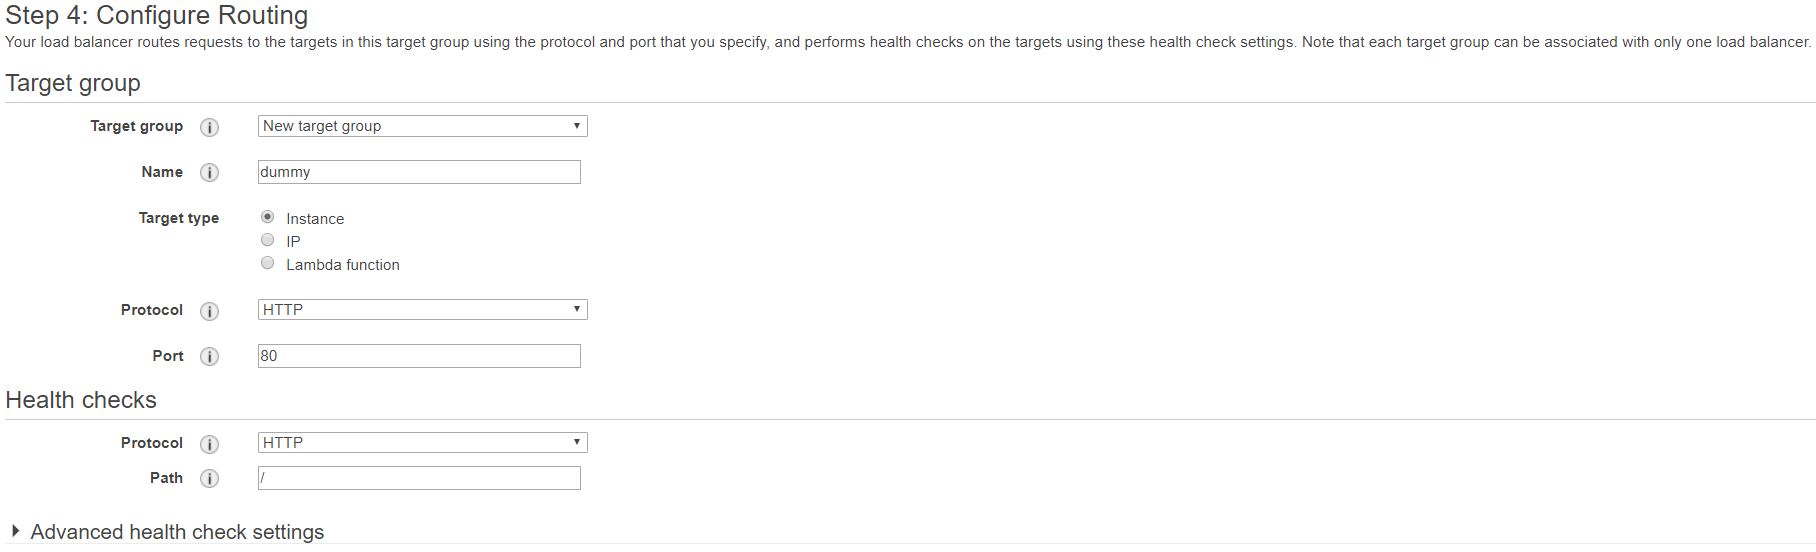 Step 4: Configure Routing
Your load balancer routes requests to the targets in this target group using the protocol and port that you specify, and performs health checks on the targets using these health check settings. Note that each target group can be associated with only one load balancer.
Target group
Target group i New target group
Name i dummy
Target type Instance
IP
Lambda function
Protocol i HTTP
Port i 80
Health checks
Protocol i HTTP
Path i /
Advanced health check settings